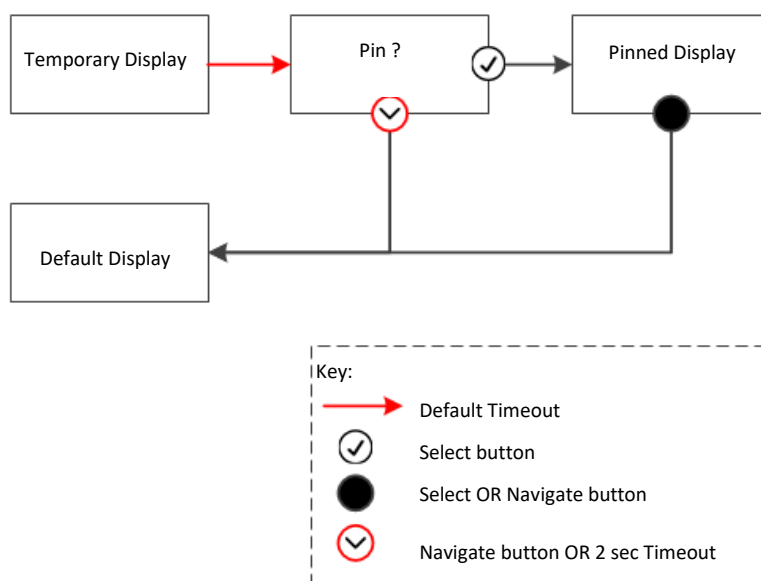 Temporary Display
Pin ?
Pinned Display
Default Display
Key:
Default Timeout
Select button
Select OR Navigate button
Navigate button OR 2 sec Timeout